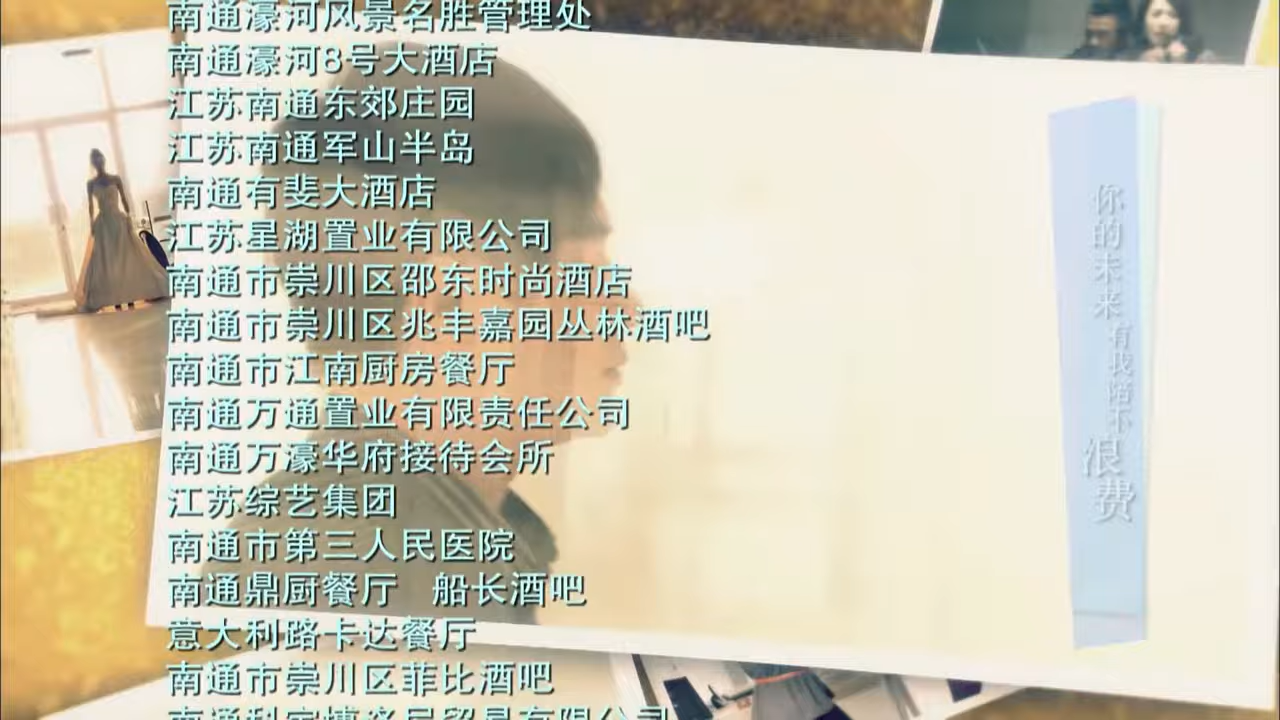 南通濠河风景名胜管理处
南通濠河8号大酒店
江苏南通东郊庄园
江苏南通军山半岛
南通有斐大酒店
江苏星湖置业有限公司
南通市崇川区邵东时尚酒店
南通市崇川区兆丰嘉园丛林酒吧
南通市江南厨房餐厅
南通万通置业有限责任公司
南通万濠华府接待会所
江苏综艺集团
南通市第三人民医院
南通鼎厨餐厅 船长酒吧
意大利路卡达餐厅
南通市崇川区菲比酒吧
你的未来有我陪不浪费